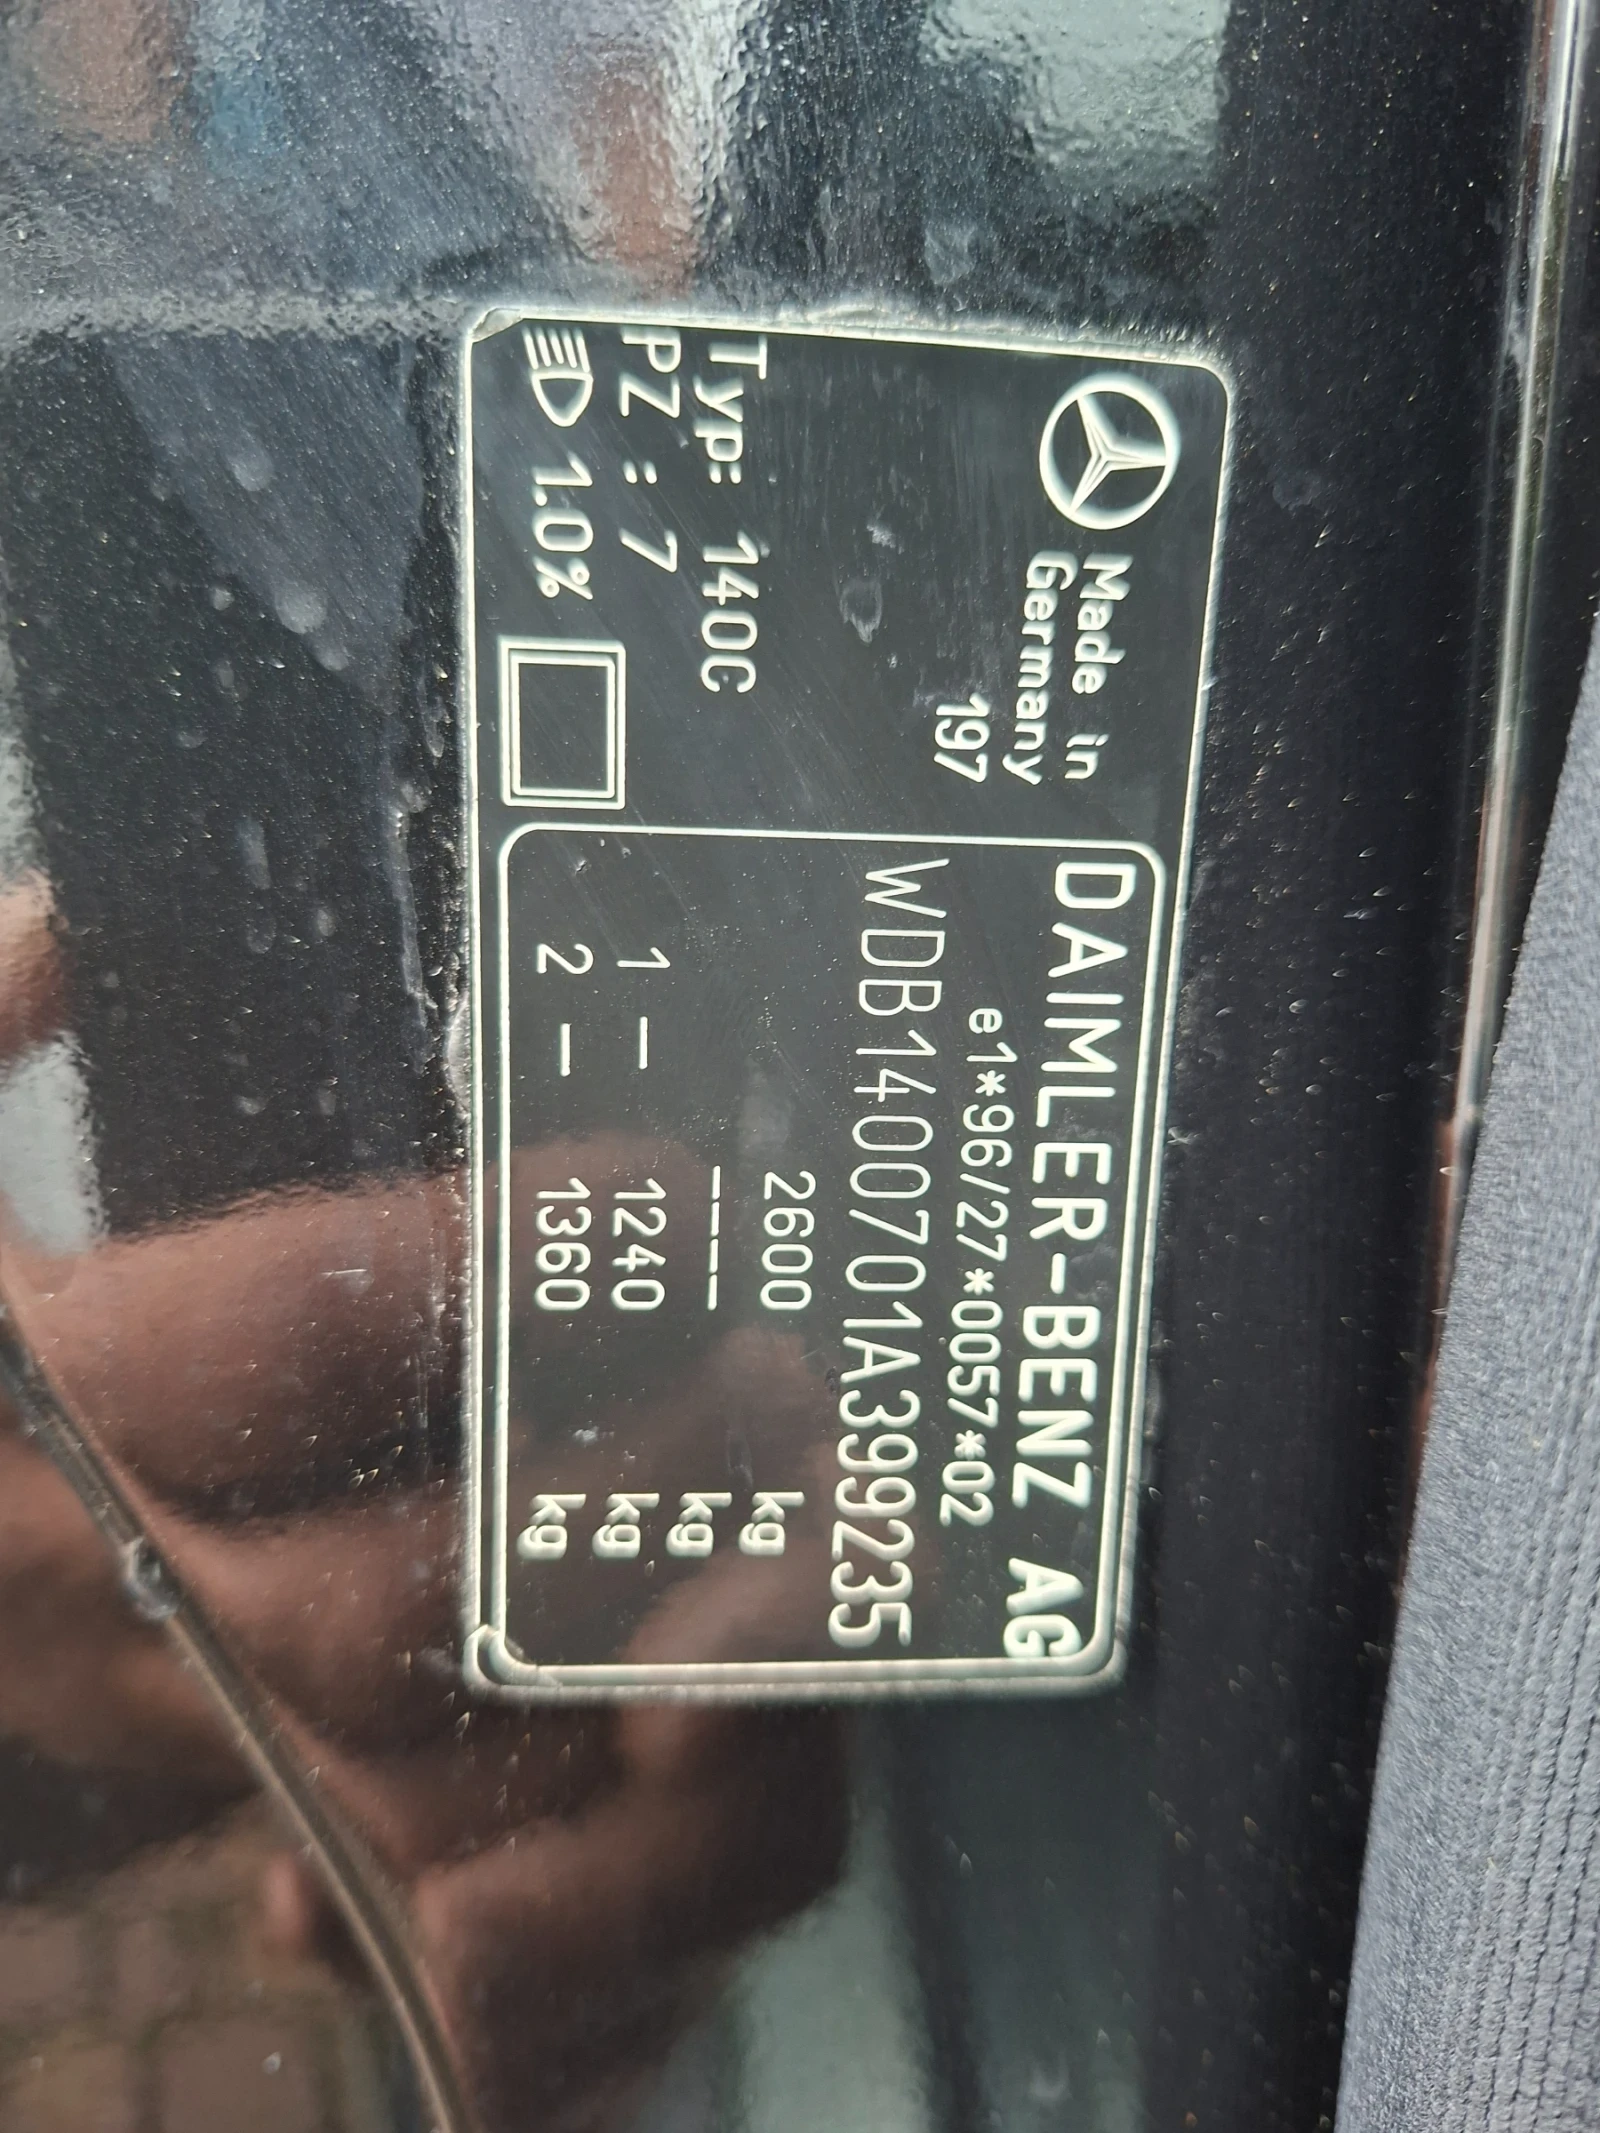 Made in
Germany
197
Typ: 140C
PZ : 7
1.0%
DAIMLER-BENZ AG
e1*96/27*0057*02
WDB1400701A399235
2600 kg
---- kg
1 — 1240 kg
2 — 1360 kg